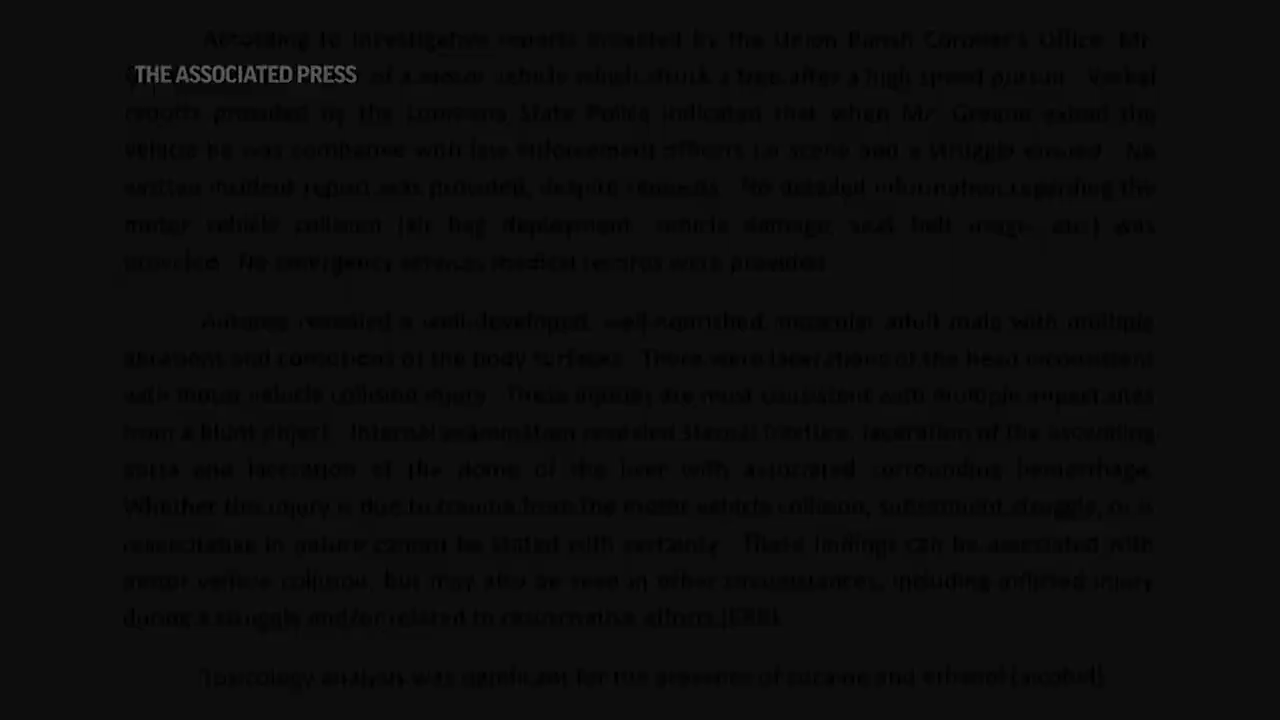 According to investigative reports provided by the Union Parish Coroner's Office, Mr.
THE ASSOCIATED PRESS
of a motor vehicle which struck a tree after a high speed pursuit. Verbal
reports provided by the Louisiana State Police indicated that when Mr. Greene exited the
vehicle he was combative with law enforcement officers on scene and a struggle ensued. No
written incident report was provided, despite requests. No detailed information regarding the
motor vehicle collision (air bag deployment, vehicle damage, seat belt usage, etc) was
provided. No emergency services medical records were provided.
Autopsy revealed a well-developed, well-nourished, muscular adult male with multiple
abrasions and contusions of the body surfaces. There were lacerations of the head inconsistent
with motor vehicle collision injury. These injuries are most consistent with multiple impact sites
from a blunt object. Internal examination revealed sternal fracture, laceration of the ascending
aorta and laceration of the dome of the liver with associated surrounding hemorrhage.
Whether this injury is due to trauma from the motor vehicle collision, subsequent struggle, or is
resuscitative in nature cannot be stated with certainty. These findings can be associated with
motor vehicle collision, but may also be seen in other circumstances, including inflicted injury
during a struggle and/or related to resuscitative efforts
Toxicology analysis was significant for the presence of cocaine and ethanol (alcohol).